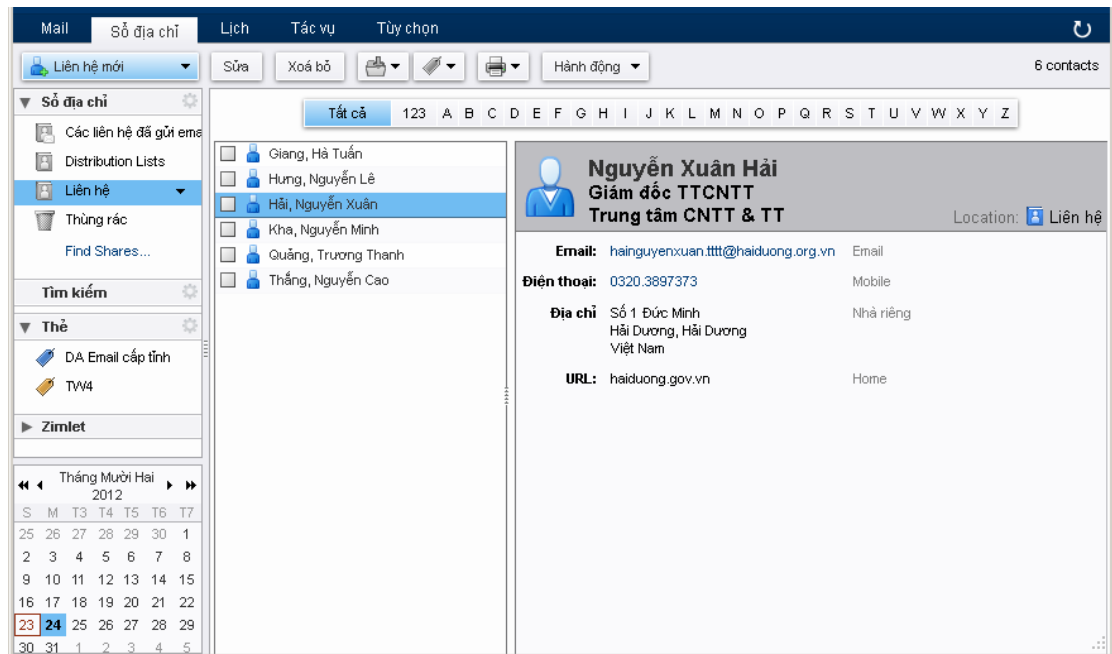 Mail Sổ địa chỉ Lịch Tác vụ Tùy chọn
Liên hệ mới Sửa Xoá bỏ Hành động 6 contacts
Sổ địa chỉ
Các liên hệ đã gửi ema
Distribution Lists
Liên hệ
Thùng rác
Find Shares...
Tìm kiếm
Thẻ
DA Email cấp tỉnh
TW4
Zimlet
Tháng Mười Hai
2012
S M T3 T4 T5 T6 T7
25 26 27 28 29 30 1
2 3 4 5 6 7 8
9 10 11 12 13 14 15
16 17 18 19 20 21 22
23 24 25 26 27 28 29
30 31 1 2 3 4 5
Tất cả 123 A B C D E F G H I J K L M N O P Q R S T U V W X Y Z
Giang, Hà Tuấn
Hưng, Nguyễn Lê
Hải, Nguyễn Xuân
Kha, Nguyễn Minh
Quảng, Trương Thanh
Thắng, Nguyễn Cao
Nguyễn Xuân Hải
Giám đốc TTCNTT
Trung tâm CNTT & TT
Location: Liên hệ
Email: hainguyenxuan.tttt@haiduong.org.vn Email
Điện thoại: 0320.3897373 Mobile
Địa chỉ Số 1 Đức Minh Nhà riêng
Hải Dương, Hải Dương
Việt Nam
URL: haiduong.gov.vn Home